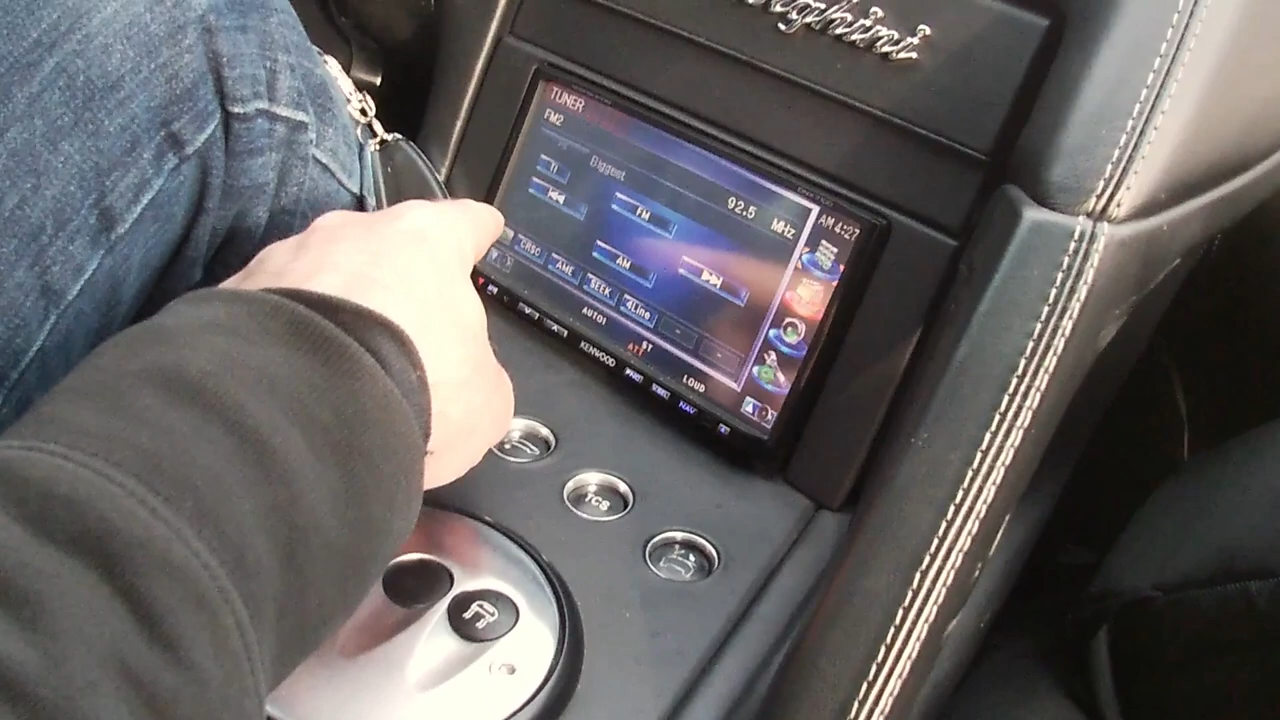 TUNER
FM2
Biggest
92.5 MHz
AM 4:27
TI
FM
AM
CRSC
AME
SEEK
4Line
AUTO1
ST
ATT
LOUD
KENWOOD
NAV
TCS